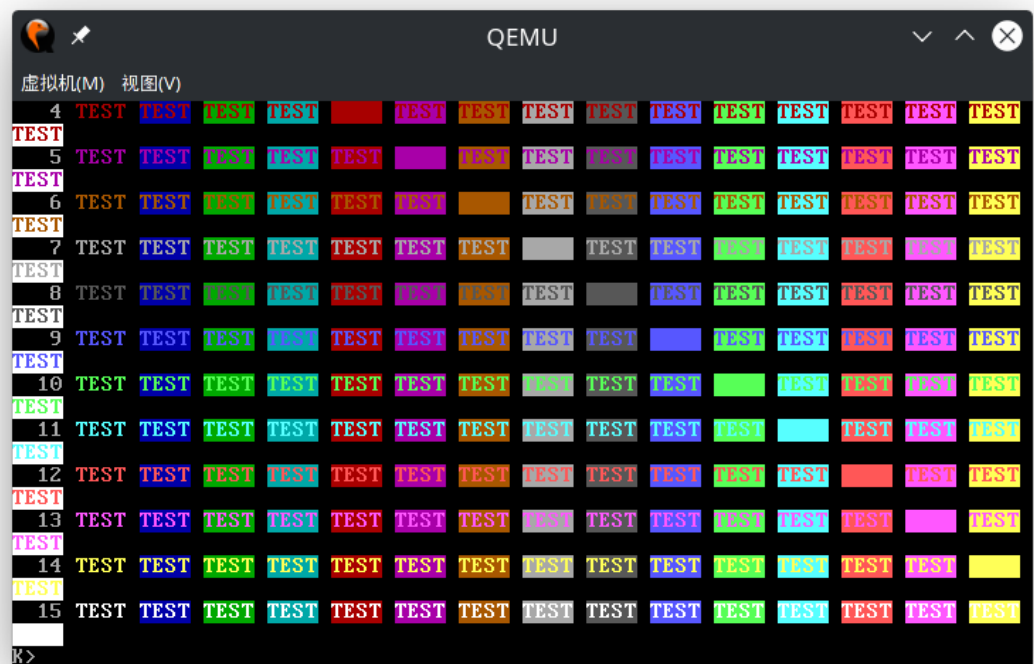 QEMU
虚拟机(M) 视图(V)
4 TEST TEST TEST TEST TEST TEST TEST TEST TEST TEST TEST TEST TEST TEST
TEST
5 TEST TEST TEST TEST TEST TEST TEST TEST TEST TEST TEST TEST TEST TEST
TEST
6 TEST TEST TEST TEST TEST TEST TEST TEST TEST TEST TEST TEST TEST TEST
TEST
7 TEST TEST TEST TEST TEST TEST TEST TEST TEST TEST TEST TEST TEST TEST
TEST
8 TEST TEST TEST TEST TEST TEST TEST TEST TEST TEST TEST TEST TEST TEST
TEST
9 TEST TEST TEST TEST TEST TEST TEST TEST TEST TEST TEST TEST TEST TEST
TEST
10 TEST TEST TEST TEST TEST TEST TEST TEST TEST TEST TEST TEST TEST TEST
TEST
11 TEST TEST TEST TEST TEST TEST TEST TEST TEST TEST TEST TEST TEST TEST
TEST
12 TEST TEST TEST TEST TEST TEST TEST TEST TEST TEST TEST TEST TEST TEST
TEST
13 TEST TEST TEST TEST TEST TEST TEST TEST TEST TEST TEST TEST TEST TEST
TEST
14 TEST TEST TEST TEST TEST TEST TEST TEST TEST TEST TEST TEST TEST TEST
TEST
15 TEST TEST TEST TEST TEST TEST TEST TEST TEST TEST TEST TEST TEST TEST TEST
K>